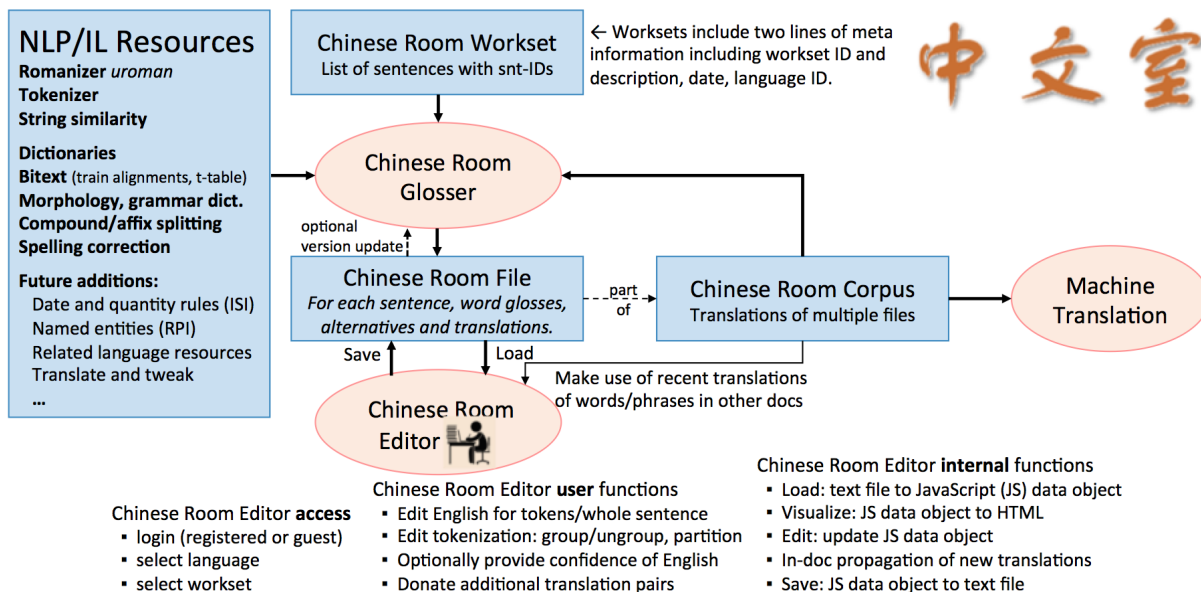 NLP/IL Resources
Romanizer uroman
Tokenizer
String similarity
Dictionaries
Bitext (train alignments, t-table)
Morphology, grammar dict.
Compound/affix splitting
Spelling correction
Future additions:
Date and quantity rules (ISI)
Named entities (RPI)
Related language resources
Translate and tweak
...
Chinese Room Workset
List of sentences with snt-IDs
← Worksets include two lines of meta
information including workset ID and
description, date, language ID.
中文室
Chinese Room
Glosser
optional
version update
Chinese Room File
For each sentence, word glosses,
alternatives and translations.
part
of
Chinese Room Corpus
Translations of multiple files
Machine
Translation
Save
Load
Make use of recent translations
of words/phrases in other docs
Chinese Room
Editor
Chinese Room Editor access
▪ login (registered or guest)
▪ select language
▪ select workset
Chinese Room Editor user functions
▪ Edit English for tokens/whole sentence
▪ Edit tokenization: group/ungroup, partition
▪ Optionally provide confidence of English
▪ Donate additional translation pairs
Chinese Room Editor internal functions
▪ Load: text file to JavaScript (JS) data object
▪ Visualize: JS data object to HTML
▪ Edit: update JS data object
▪ In-doc propagation of new translations
▪ Save: JS data object to text file